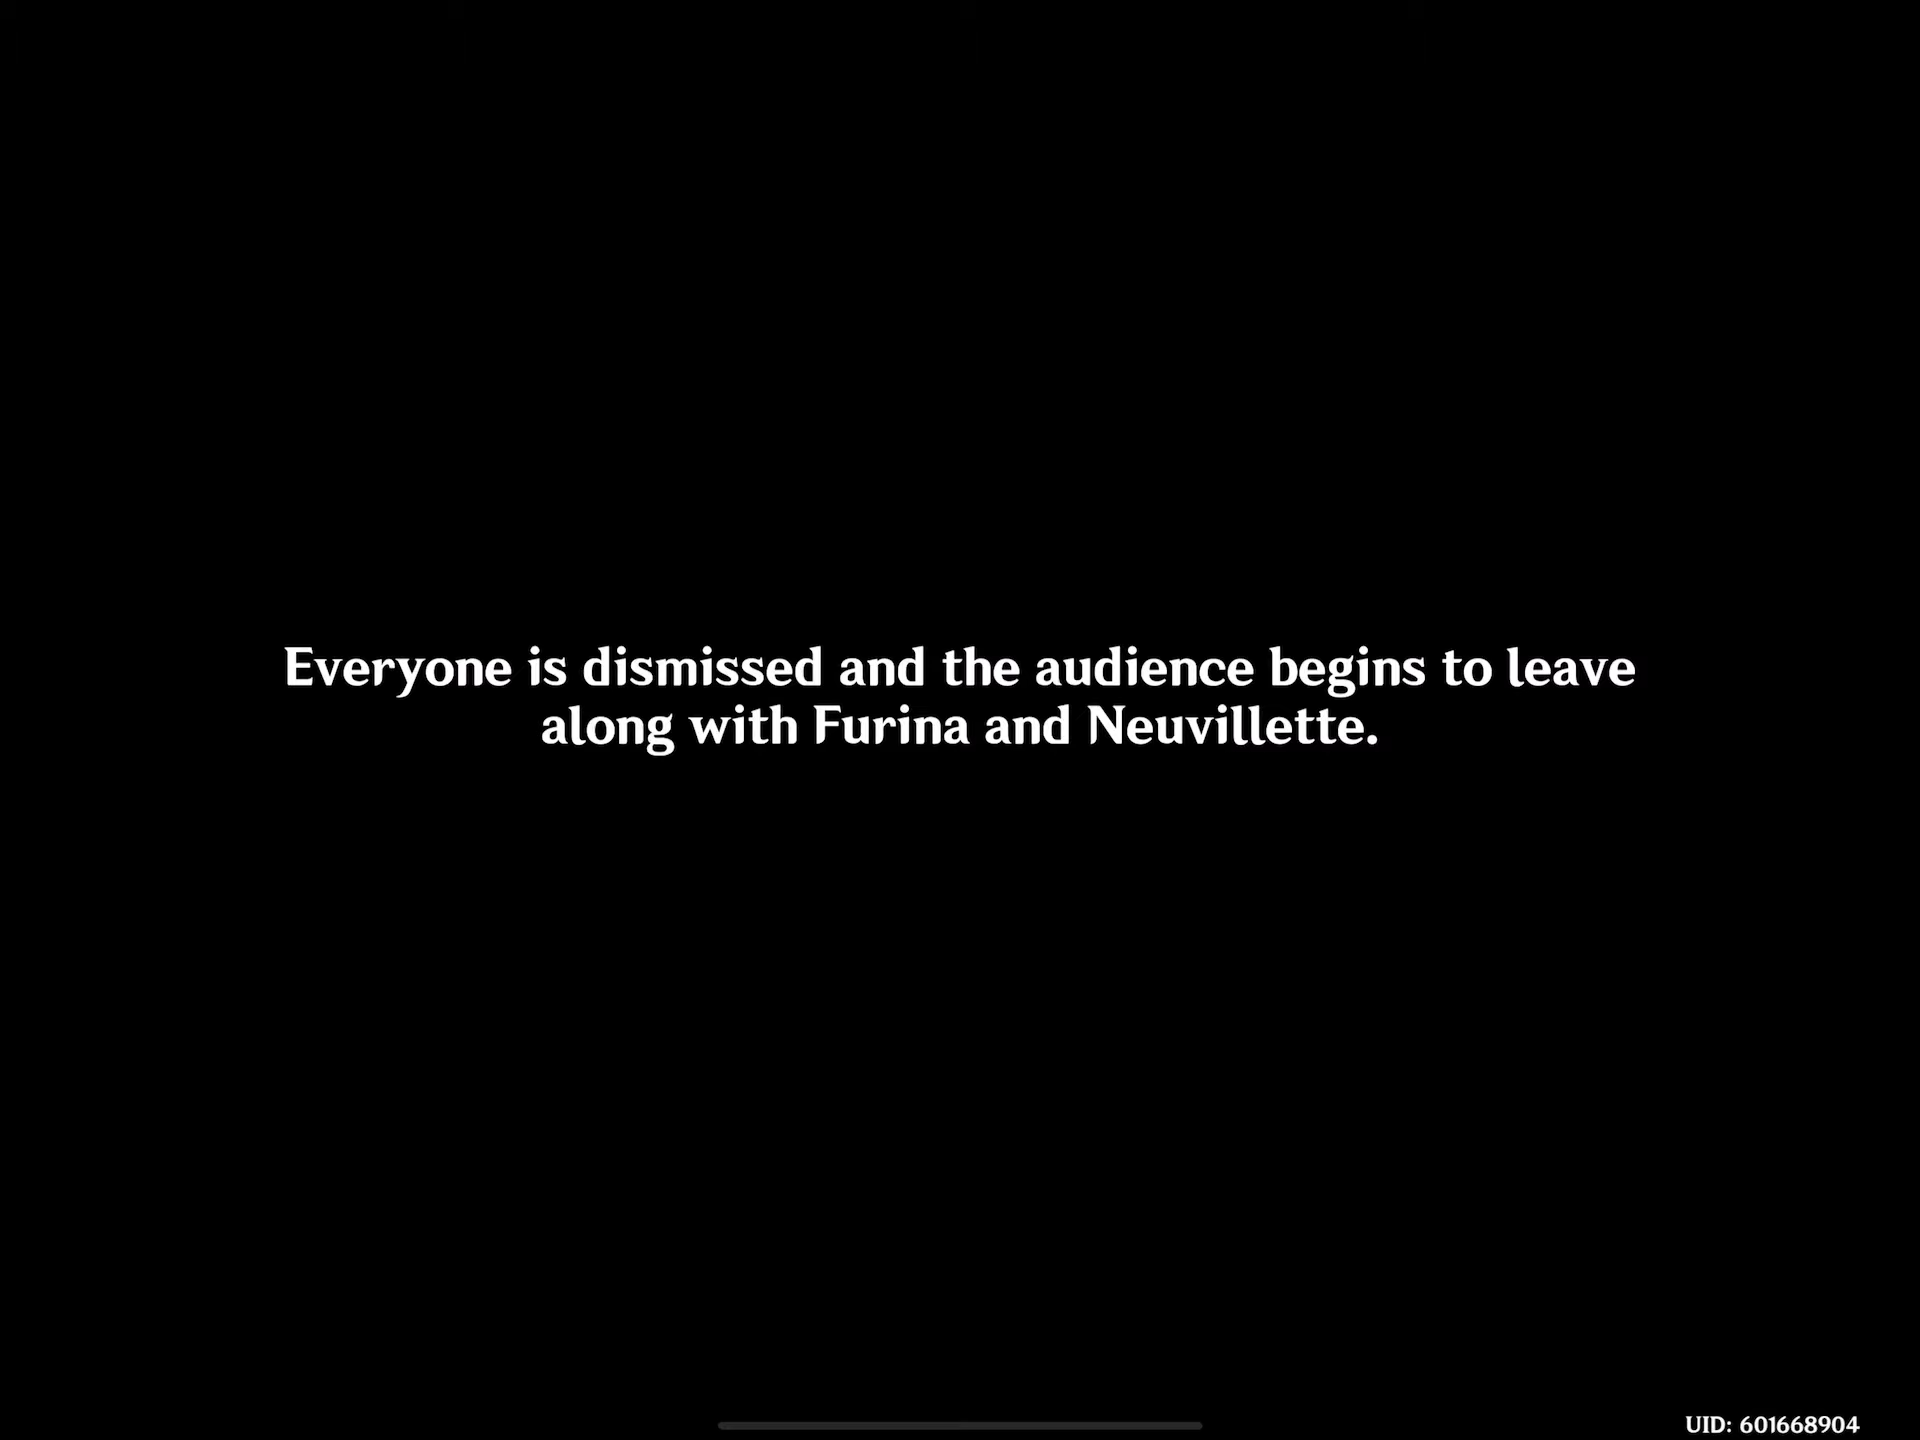 Everyone is dismissed and the audience begins to leave
along with Furina and Neuvillette.
UID: 601668904